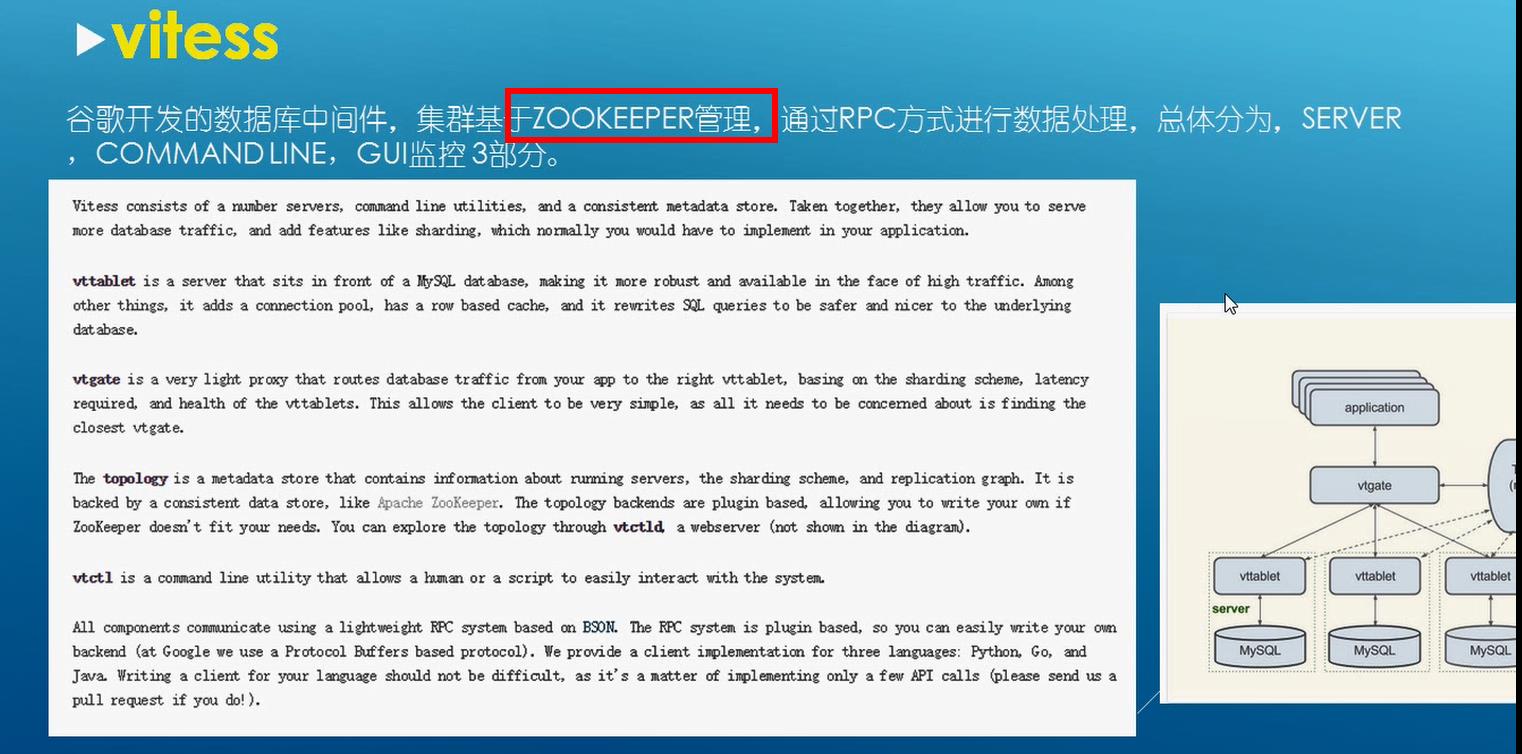 vitess
谷歌开发的数据库中间件，集群基于ZOOKEEPER管理，通过RPC方式进行数据处理，总体分为，SERVER
，COMMAND LINE，GUI监控 3部分。
Vitess consists of a number servers, command line utilities, and a consistent metadata store. Taken together, they allow you to serve
more database traffic, and add features like sharding, which normally you would have to implement in your application.
vttablet is a server that sits in front of a MySQL database, making it more robust and available in the face of high traffic. Among
other things, it adds a connection pool, has a row based cache, and it rewrites SQL queries to be safer and nicer to the underlying
database.
vtgate is a very light proxy that routes database traffic from your app to the right vttablet, basing on the sharding scheme, latency
required, and health of the vttablets. This allows the client to be very simple, as all it needs to be concerned about is finding the
closest vtgate.
The topology is a metadata store that contains information about running servers, the sharding scheme, and replication graph. It is
backed by a consistent data store, like Apache ZooKeeper. The topology backends are plugin based, allowing you to write your own if
ZooKeeper doesn't fit your needs. You can explore the topology through vtctld, a webserver (not shown in the diagram).
vtctl is a command line utility that allows a human or a script to easily interact with the system.
All components communicate using a lightweight RPC system based on BSON. The RPC system is plugin based, so you can easily write your own
backend (at Google we use a Protocol Buffers based protocol). We provide a client implementation for three languages: Python, Go, and
Java. Writing a client for your language should not be difficult, as it's a matter of implementing only a few API calls (please send us a
pull request if you do!).
application
vtgate
vttablet
vttablet
vttablet
server
MySQL
MySQL
MySQL